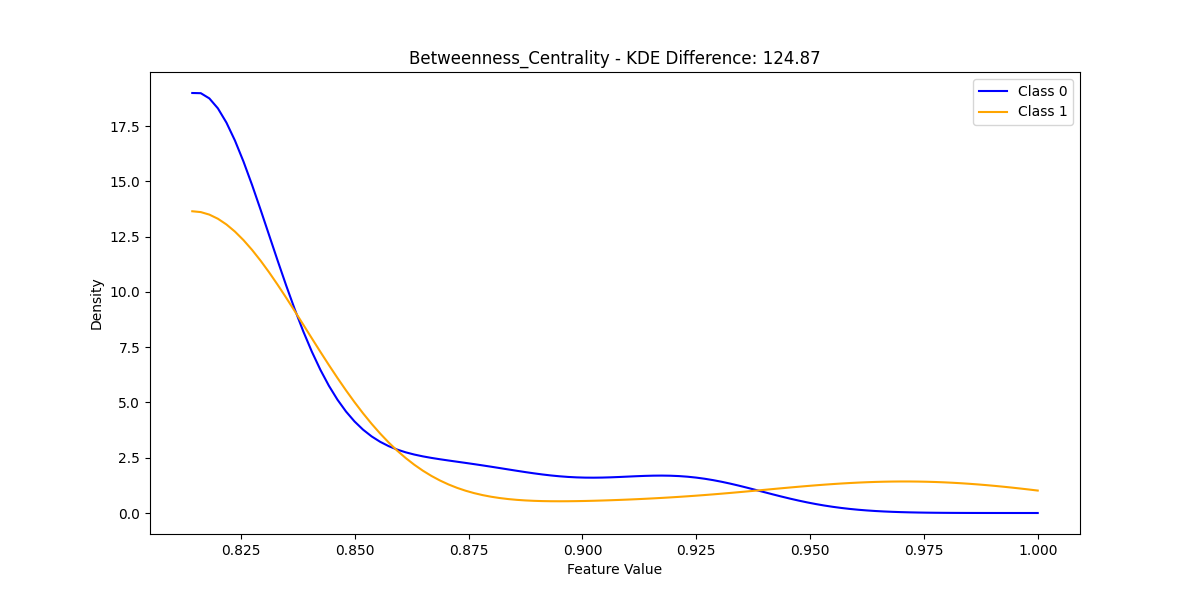 Betweenness_Centrality - KDE Difference: 124.87
Class 0
Class 1
Density
17.5
15.0
12.5
10.0
7.5
5.0
2.5
0.0
0.825 0.850 0.875 0.900 0.925 0.950 0.975 1.000
Feature Value